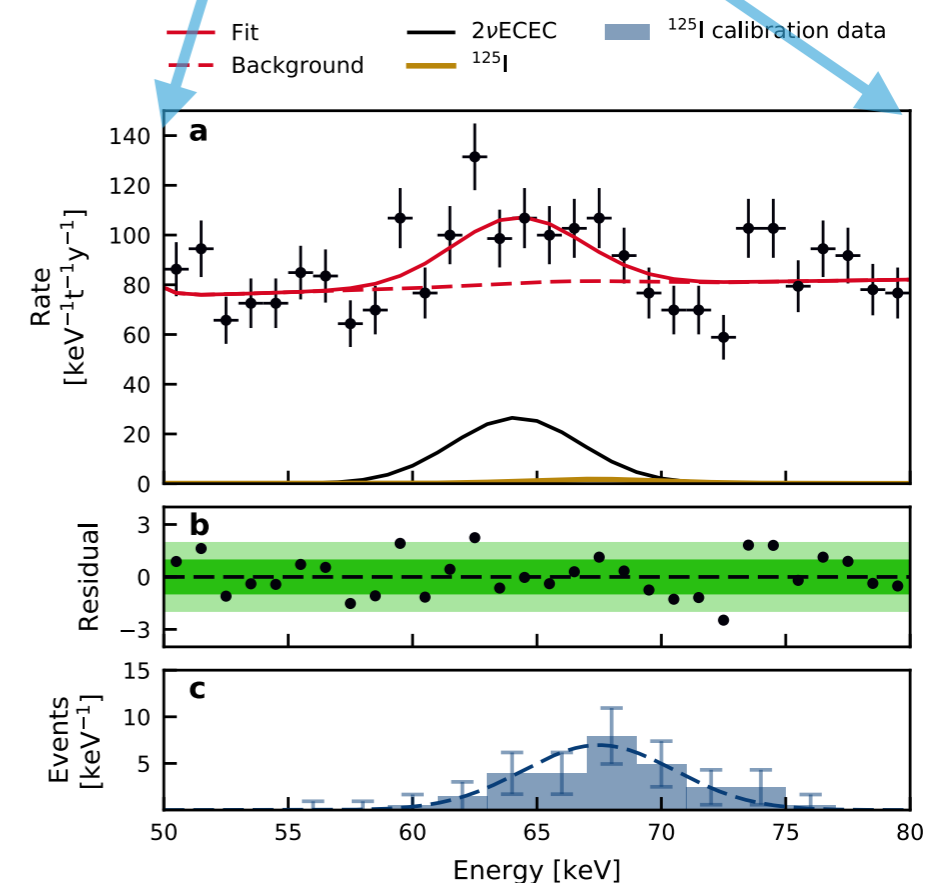 Fit
Background
2νECEC
¹²⁵I
¹²⁵I calibration data
a
Rate
[keV⁻¹t⁻¹y⁻¹]
140
120
100
80
60
40
20
0
b
Residual
3
0
−3
c
Events
[keV⁻¹]
15
10
5
50 55 60 65 70 75 80
Energy [keV]